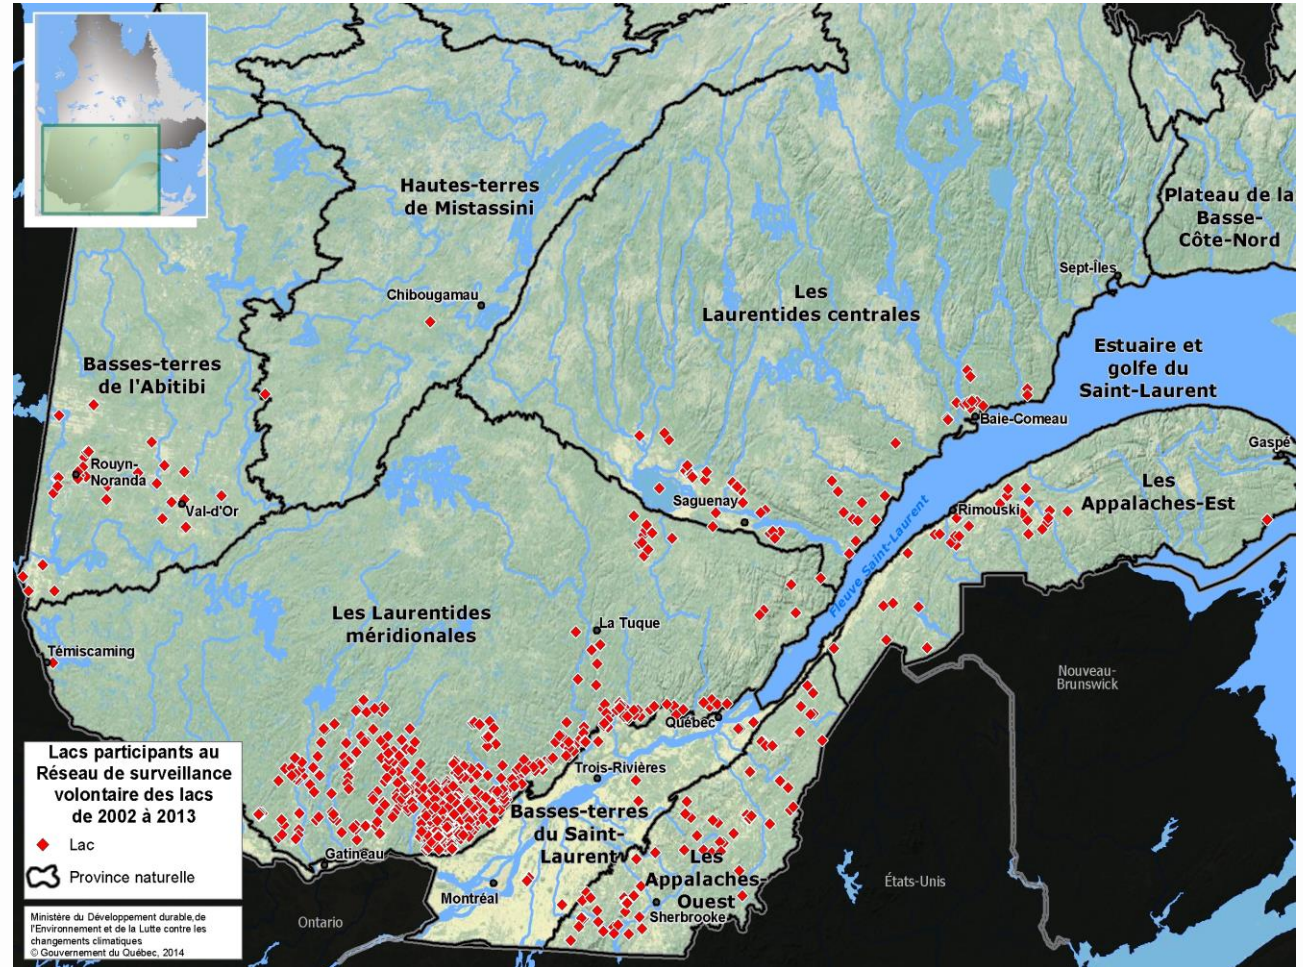 Hautes-terres
de Mistassini
Plateau de la
Basse-
Côte-Nord
Sept-Îles
Chibougamau
Les
Laurentides centrales
Basses-terres
de l'Abitibi
Estuaire et
golfe du
Saint-Laurent
Baie-Comeau
Gaspé
Rouyn-
Noranda
Val-d'Or
Saguenay
Les
Appalaches-Est
Rimouski
Fleuve Saint-Laurent
Les Laurentides
méridionales
La Tuque
Témiscaming
Nouveau-
Brunswick
Québec
Trois-Rivières
Basses-terres
du Saint-
Laurent
Gatineau
Les
Appalaches-
Ouest
Montréal
Sherbrooke
États-Unis
Ontario
Lacs participants au
Réseau de surveillance
volontaire des lacs
de 2002 à 2013
Lac
Province naturelle
Ministère du Développement durable,de
l'Environnement et de la Lutte contre les
changements climatiques
© Gouvernement du Québec, 2014